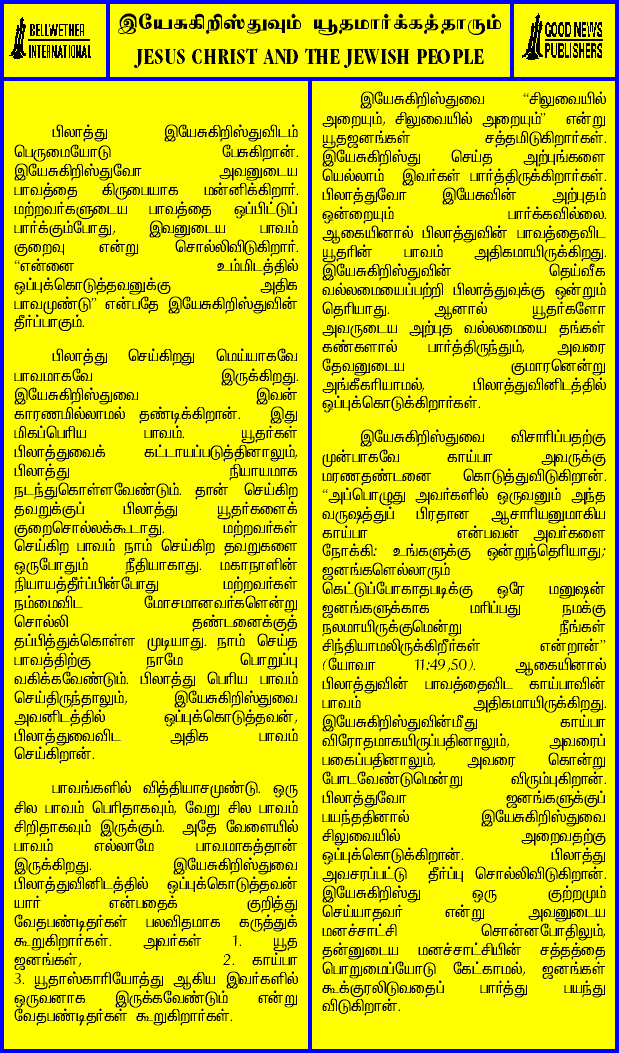 BELLWETHER
INTERNATIONAL
இயேசுகிறிஸ்துவும் யூதமார்க்கத்தாரும்
JESUS CHRIST AND THE JEWISH PEOPLE
GOOD NEWS
PUBLISHERS
பிலாத்து இயேசுகிறிஸ்துவிடம்
பெருமையோடு பேசுகிறான்.
இயேசுகிறிஸ்துவோ அவனுடைய
பாவத்தை கிருபையாக மன்னிக்கிறார்.
மற்றவர்களுடைய பாவத்தை ஒப்பிட்டுப்
பார்க்கும்போது, இவனுடைய பாவம்
குறைவு என்று சொல்லிவிடுகிறார்.
“என்னை உம்மிடத்தில்
ஒப்புக்கொடுத்தவனுக்கு அதிக
பாவமுண்டு” என்பதே இயேசுகிறிஸ்துவின்
தீர்ப்பாகும்.
பிலாத்து செய்கிறது மெய்யாகவே
பாவமாகவே இருக்கிறது.
இயேசுகிறிஸ்துவை இவன்
காரணமில்லாமல் தண்டிக்கிறான். இது
மிகப்பெரிய பாவம். யூதர்கள்
பிலாத்துவைக் கட்டாயப்படுத்தினாலும்,
பிலாத்து நியாயமாக
நடந்துகொள்ளவேண்டும். தான் செய்கிற
தவறுக்குப் பிலாத்து யூதர்களைக்
குறைசொல்லக்கூடாது. மற்றவர்கள்
செய்கிற பாவம் நாம் செய்கிற தவறுகளை
ஒருபோதும் நீதியாகாது. மகாநாளின்
நியாயத்தீர்ப்பின்போது மற்றவர்கள்
நம்மைவிட மோசமானவர்களென்று
சொல்லி தண்டனைக்குத்
தப்பித்துக்கொள்ள முடியாது. நாம் செய்த
பாவத்திற்கு நாமே பொறுப்பு
வகிக்கவேண்டும். பிலாத்து பெரிய பாவம்
செய்திருந்தாலும், இயேசுகிறிஸ்துவை
அவனிடத்தில் ஒப்புக்கொடுத்தவன்,
பிலாத்துவைவிட அதிக பாவம்
செய்கிறான்.
பாவங்களில் வித்தியாசமுண்டு. ஒரு
சில பாவம் பெரிதாகவும், வேறு சில பாவம்
சிறிதாகவும் இருக்கும். அதே வேளையில்
பாவம் எல்லாமே பாவமாகத்தான்
இருக்கிறது. இயேசுகிறிஸ்துவை
பிலாத்துவினிடத்தில் ஒப்புக்கொடுத்தவன்
யார் என்பதைக் குறித்து
வேதபண்டிதர்கள் பலவிதமாக கருத்துக்
கூறுகிறார்கள். அவர்கள் 1. யூத
ஜனங்கள், 2. காய்பா
3. யூதாஸ்காரியோத்து ஆகிய இவர்களில்
ஒருவனாக இருக்கவேண்டும் என்று
வேதபண்டிதர்கள் கூறுகிறார்கள்.
இயேசுகிறிஸ்துவை “சிலுவையில்
அறையும், சிலுவையில் அறையும்” என்று
யூதஜனங்கள் சத்தமிடுகிறார்கள்.
இயேசுகிறிஸ்து செய்த அற்புங்களை
யெல்லாம் இவர்கள் பார்த்திருக்கிறார்கள்.
பிலாத்துவோ இயேசுவின் அற்புதம்
ஒன்றையும் பார்க்கவில்லை.
ஆகையினால் பிலாத்துவின் பாவத்தைவிட
யூதரின் பாவம் அதிகமாயிருக்கிறது.
இயேசுகிறிஸ்துவின் தெய்வீக
வல்லமையைப்பற்றி பிலாத்துவுக்கு ஒன்றும்
தெரியாது. ஆனால் யூதர்களோ
அவருடைய அற்புத வல்லமையை தங்கள்
கண்களால் பார்த்திருந்தும், அவரை
தேவனுடைய குமாரனென்று
அங்கீகரியாமல், பிலாத்துவினிடத்தில்
ஒப்புக்கொடுக்கிறார்கள்.
இயேசுகிறிஸ்துவை விசாரிப்பதற்கு
முன்பாகவே காய்பா அவருக்கு
மரணதண்டனை கொடுத்துவிடுகிறான்.
“அப்பொழுது அவர்களில் ஒருவனும் அந்த
வருஷத்துப் பிரதான ஆசாரியனுமாகிய
காய்பா என்பவன் அவர்களை
நோக்கி: உங்களுக்கு ஒன்றுந்தெரியாது;
ஜனங்களெல்லாரும்
கெட்டுப்போகாதபடிக்கு ஒரே மனுஷன்
ஜனங்களுக்காக மரிப்பது நமக்கு
நலமாயிருக்குமென்று நீங்கள்
சிந்தியாமலிருக்கிறீர்கள் என்றான்”
(யோவா 11:49,50). ஆகையினால்
பிலாத்துவின் பாவத்தைவிட காய்பாவின்
பாவம் அதிகமாயிருக்கிறது.
இயேசுகிறிஸ்துவின்மீது காய்பா
விரோதமாகயிருப்பதினாலும், அவரைப்
பகைப்பதினாலும், அவரை கொன்று
போடவேண்டுமென்று விரும்புகிறான்.
பிலாத்துவோ ஜனங்களுக்குப்
பயந்ததினால் இயேசுகிறிஸ்துவை
சிலுவையில் அறைவதற்கு
ஒப்புக்கொடுக்கிறான். பிலாத்து
அவசரப்பட்டு தீர்ப்பு சொல்லிவிடுகிறான்.
இயேசுகிறிஸ்து ஒரு குற்றமும்
செய்யாதவர் என்று அவனுடைய
மனச்சாட்சி சொன்னபோதிலும்,
தன்னுடைய மனச்சாட்சியின் சத்தத்தை
பொறுமைப்யோடு கேட்காமல், ஜனங்கள்
கூக்குரலிடுவதைப் பார்த்து பயந்து
விடுகிறான்.